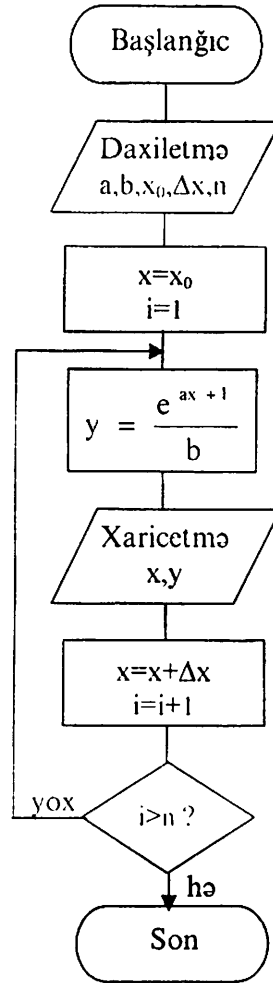 Başlanğıc
Daxiletmə
a,b,x₀,Δx,n
x=x₀
i=1
y = e^{ax+1}/b
Xaricetmə
x,y
x=x+Δx
i=i+1
i>n ?
yox
hə
Son